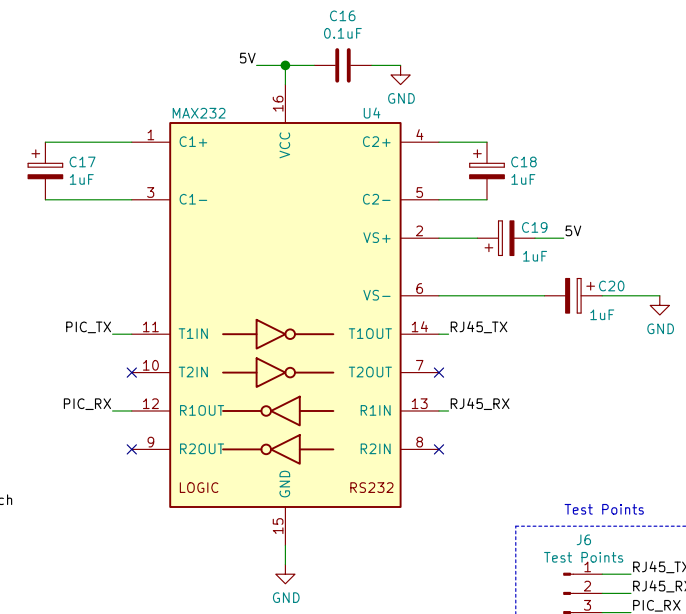 C16
0.1uF
5V
GND
16
MAX232
U4
VCC
1
C1+
C2+
4
+
C17
1uF
+
C18
1uF
3
C1-
C2-
5
VS+
2
+
C19
1uF
5V
VS-
6
+
C20
1uF
GND
PIC_TX
11
T1IN
T1OUT
14
RJ45_TX
10
T2IN
T2OUT
7
PIC_RX
12
R1OUT
R1IN
13
RJ45_RX
9
R2OUT
R2IN
8
LOGIC
GND
RS232
ch
15
GND
Test Points
J6
Test Points
1
RJ45_TX
2
RJ45_RX
3
PIC_RX